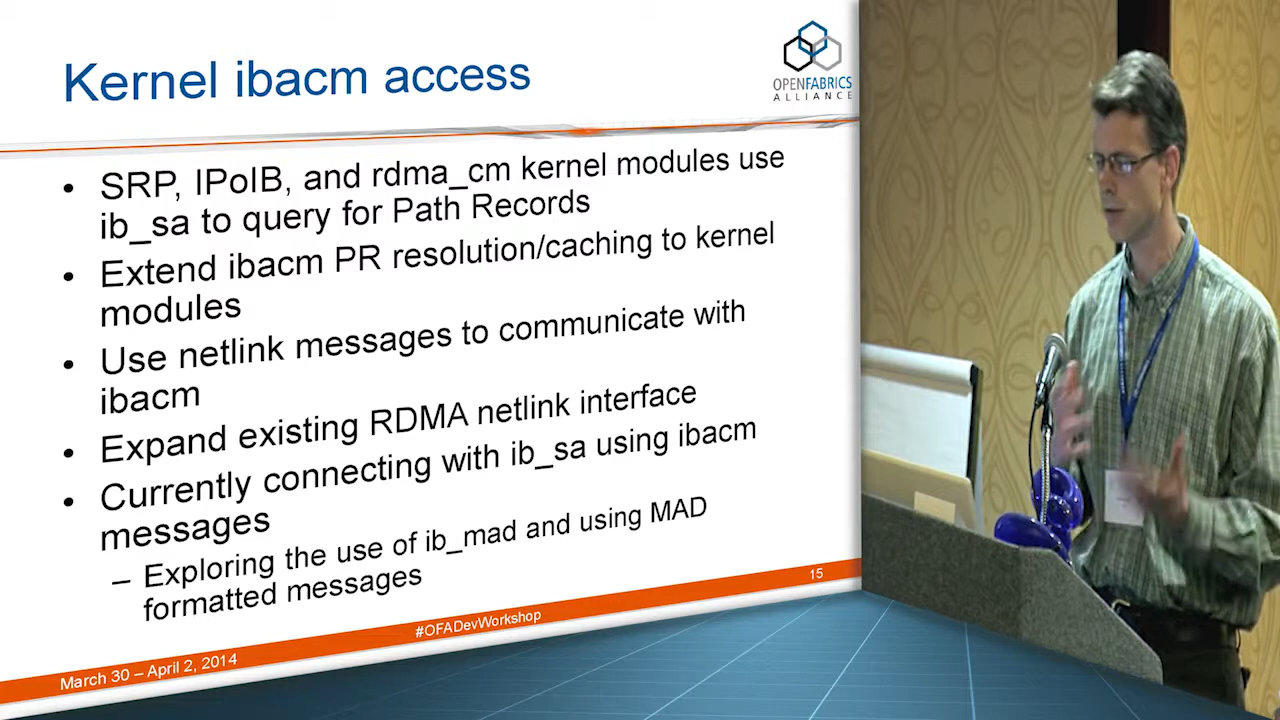 Kernel ibacm access
OPENFABRICS
ALLIANCE
• SRP, IPoIB, and rdma_cm kernel modules use
ib_sa to query for Path Records
• Extend ibacm PR resolution/caching to kernel
modules
• Use netlink messages to communicate with
ibacm
• Expand existing RDMA netlink interface
• Currently connecting with ib_sa using ibacm
messages
– Exploring the use of ib_mad and using MAD
formatted messages
March 30 – April 2, 2014
#OFADevWorkshop
15